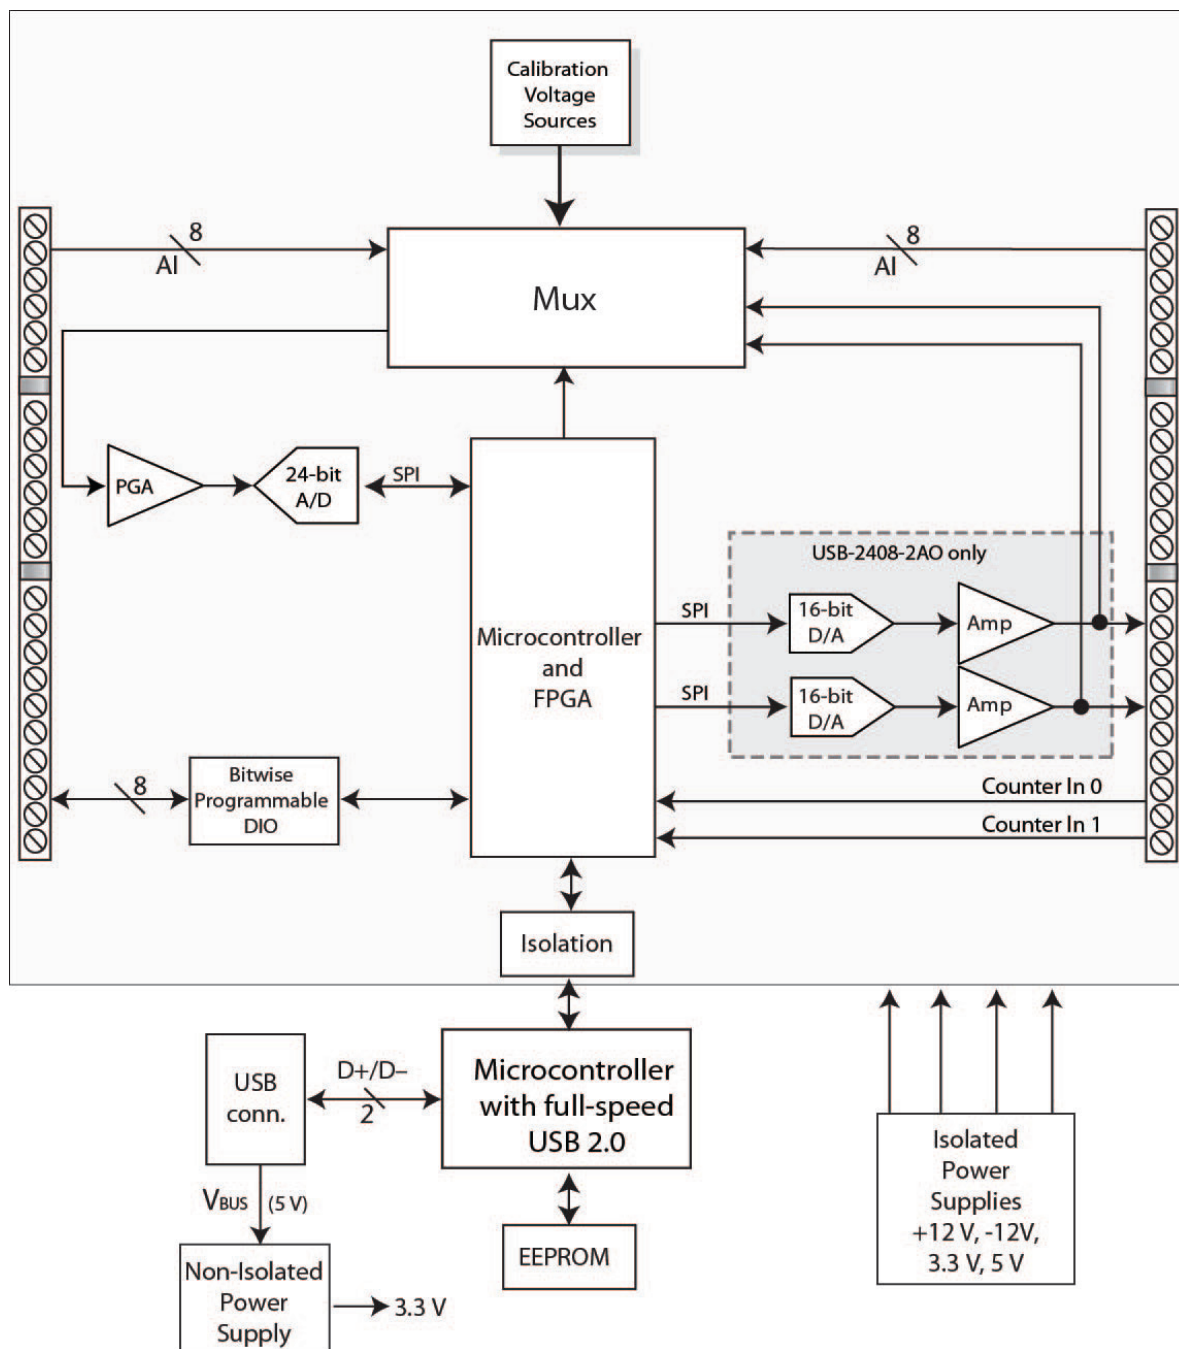 Calibration
Voltage
Sources
8
AI
8
AI
Mux
PGA
24-bit
A/D
SPI
USB-2408-2AO only
SPI
16-bit
D/A
Amp
Microcontroller
and
FPGA
SPI
16-bit
D/A
Amp
8
Bitwise
Programmable
DIO
Counter In 0
Counter In 1
Isolation
USB
conn.
D+/D–
2
Microcontroller
with full-speed
USB 2.0
Isolated
Power
Supplies
+12 V, -12V,
3.3 V, 5 V
VBUS (5 V)
EEPROM
Non-Isolated
Power
Supply
3.3 V